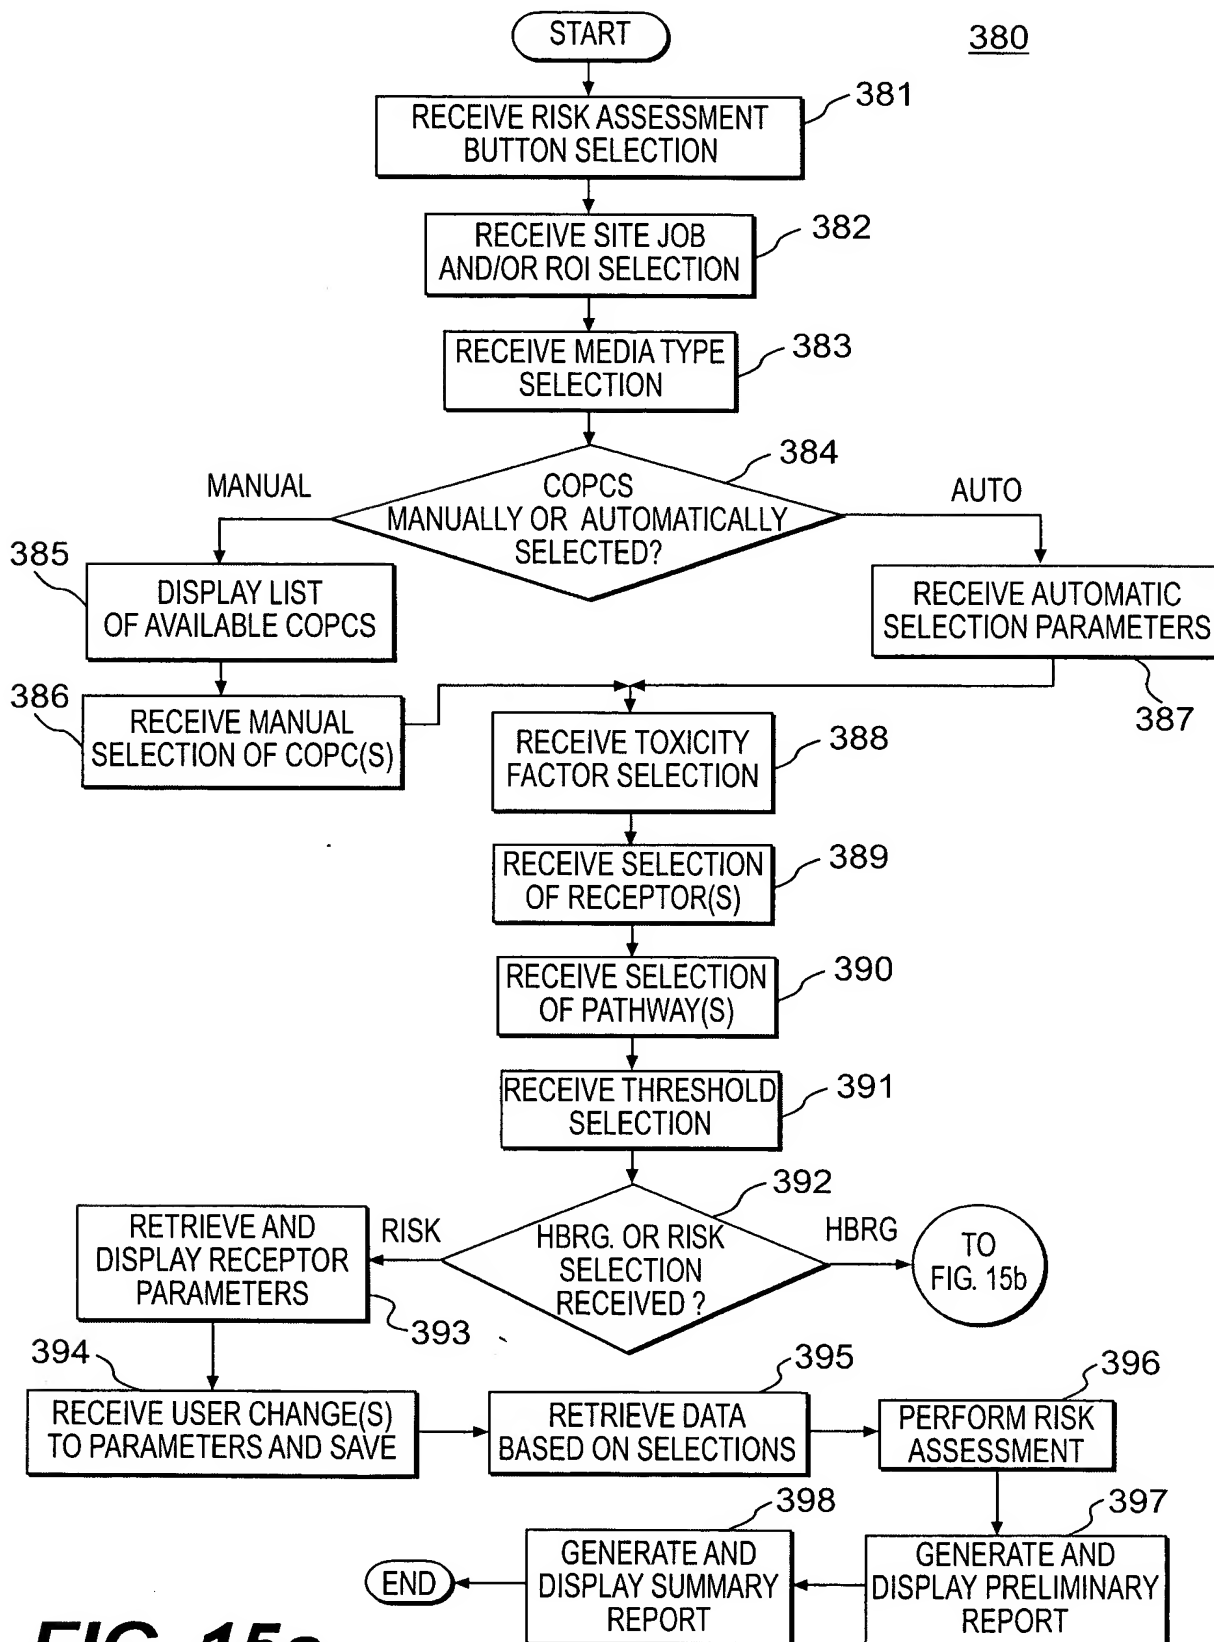 START
380
381
RECEIVE RISK ASSESSMENT
BUTTON SELECTION
382
RECEIVE SITE JOB
AND/OR ROI SELECTION
383
RECEIVE MEDIA TYPE
SELECTION
384
MANUAL
COPCS
MANUALLY OR AUTOMATICALLY
SELECTED?
AUTO
385
DISPLAY LIST
OF AVAILABLE COPCS
RECEIVE AUTOMATIC
SELECTION PARAMETERS
387
386
RECEIVE MANUAL
SELECTION OF COPC(S)
388
RECEIVE TOXICITY
FACTOR SELECTION
389
RECEIVE SELECTION
OF RECEPTOR(S)
390
RECEIVE SELECTION
OF PATHWAY(S)
391
RECEIVE THRESHOLD
SELECTION
392
HBRG. OR RISK
SELECTION
RECEIVED ?
RISK
HBRG
TO
FIG. 15b
RETRIEVE AND
DISPLAY RECEPTOR
PARAMETERS
393
394
RECEIVE USER CHANGE(S)
TO PARAMETERS AND SAVE
395
RETRIEVE DATA
BASED ON SELECTIONS
396
PERFORM RISK
ASSESSMENT
397
GENERATE AND
DISPLAY PRELIMINARY
REPORT
398
GENERATE AND
DISPLAY SUMMARY
REPORT
END
FIG. 15a